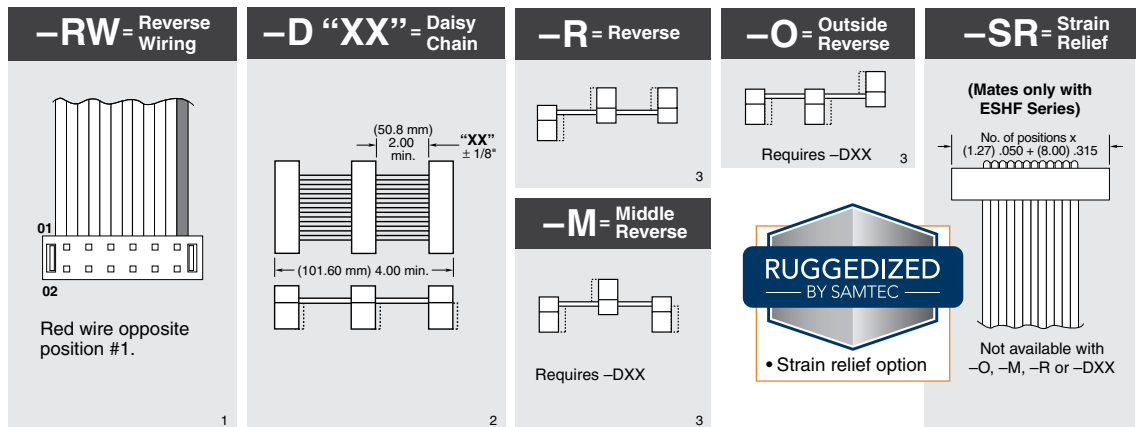 –RW= Reverse
Wiring
01
02
Red wire opposite
position #1.
1
–D “XX”= Daisy
Chain
(50.8 mm)
2.00
min.
“XX”
± 1/8"
(101.60 mm) 4.00 min.
2
–R= Reverse
3
–M= Middle
Reverse
Requires –DXX
3
–O= Outside
Reverse
Requires –DXX
3
RUGGEDIZED
BY SAMTEC
• Strain relief option
–SR= Strain
Relief
(Mates only with
ESHF Series)
No. of positions x
(1.27) .050 + (8.00) .315
Not available with
–O, –M, –R or –DXX